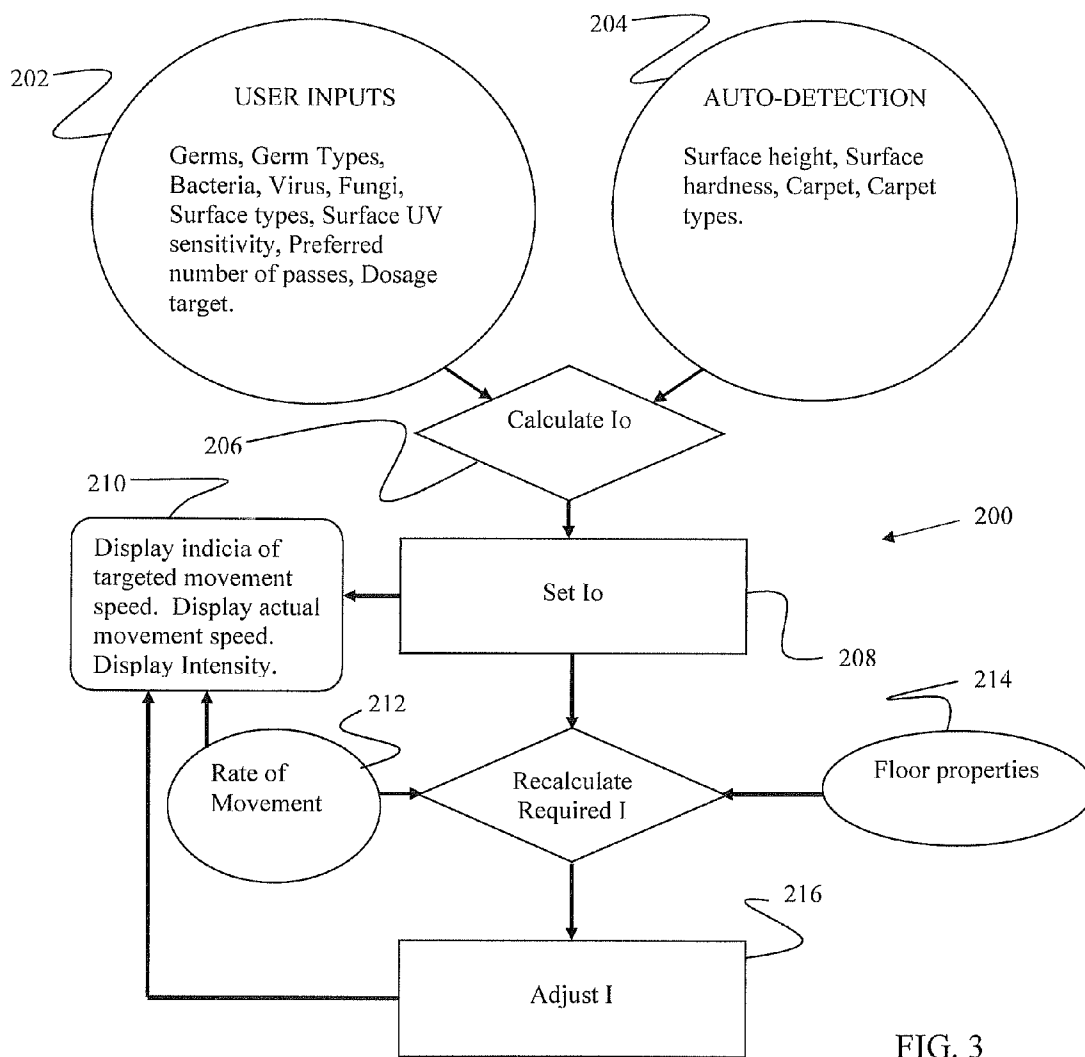 204
202
USER INPUTS
Germs, Germ Types,
Bacteria, Virus, Fungi,
Surface types, Surface UV
sensitivity, Preferred
number of passes, Dosage
target.
AUTO-DETECTION
Surface height, Surface
hardness, Carpet, Carpet
types.
Calculate Io
206
210
200
Display indicia of
targeted movement
speed. Display actual
movement speed.
Display Intensity.
Set Io
208
212
214
Rate of
Movement
Recalculate
Required I
Floor properties
216
Adjust I
FIG. 3